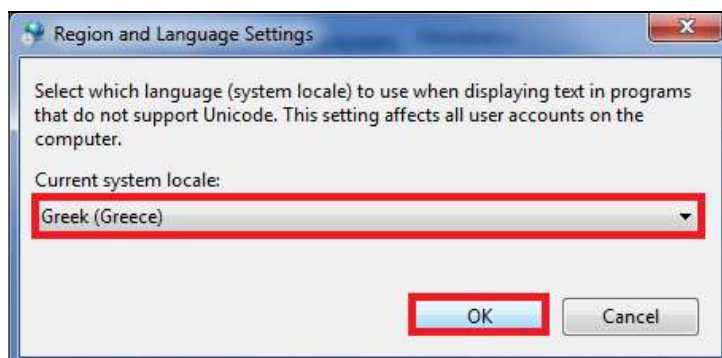 Region and Language Settings
Select which language (system locale) to use when displaying text in programs
that do not support Unicode. This setting affects all user accounts on the
computer.
Current system locale:
Greek (Greece)
OK Cancel